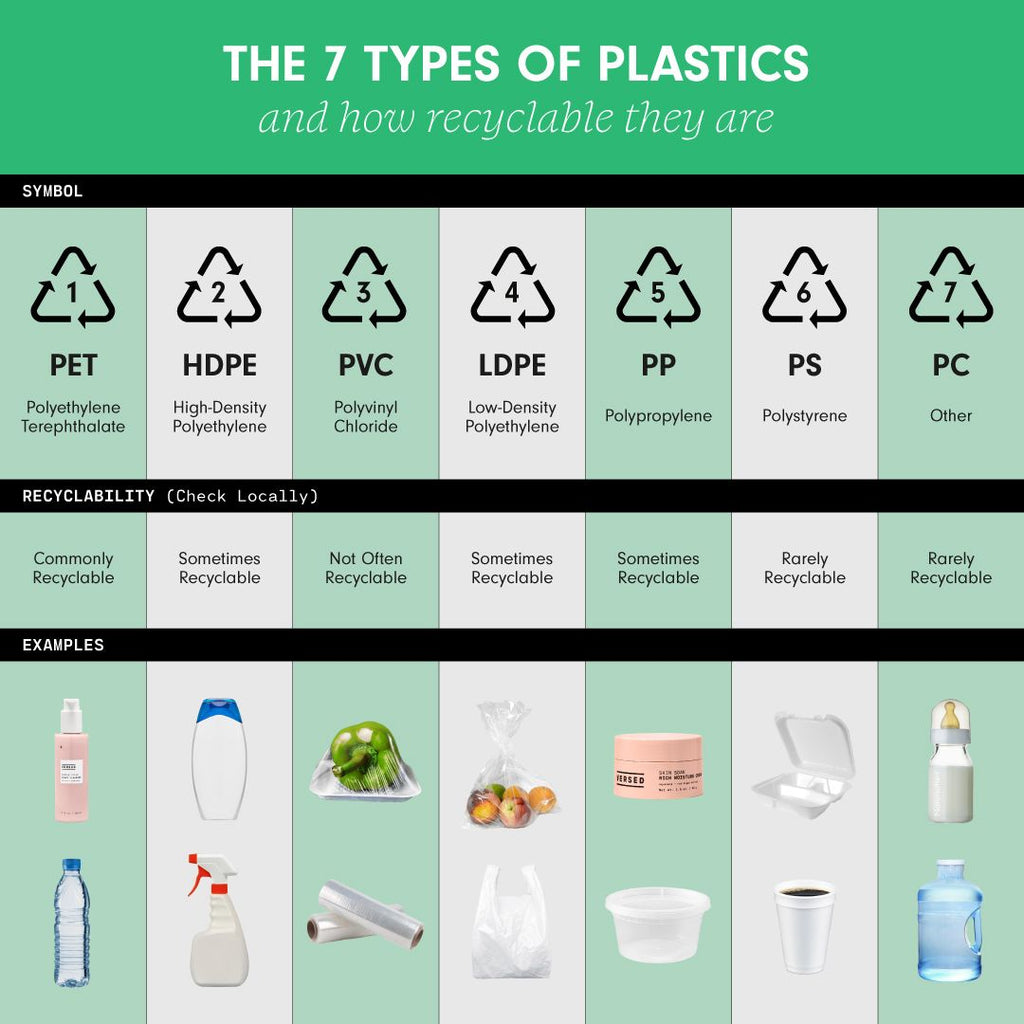 THE 7 TYPES OF PLASTICS
and how recyclable they are
SYMBOL
1
2
3
4
5
6
7
PET
HDPE
PVC
LDPE
PP
PS
PC
Polyethylene
Terephthalate
High-Density
Polyethylene
Polyvinyl
Chloride
Low-Density
Polyethylene
Polypropylene
Polystyrene
Other
RECYCLABILITY (Check Locally)
Commonly
Recyclable
Sometimes
Recyclable
Not Often
Recyclable
Sometimes
Recyclable
Sometimes
Recyclable
Rarely
Recyclable
Rarely
Recyclable
EXAMPLES
VERSED
VERSED
SKIN SOAK
RICH MOISTURE